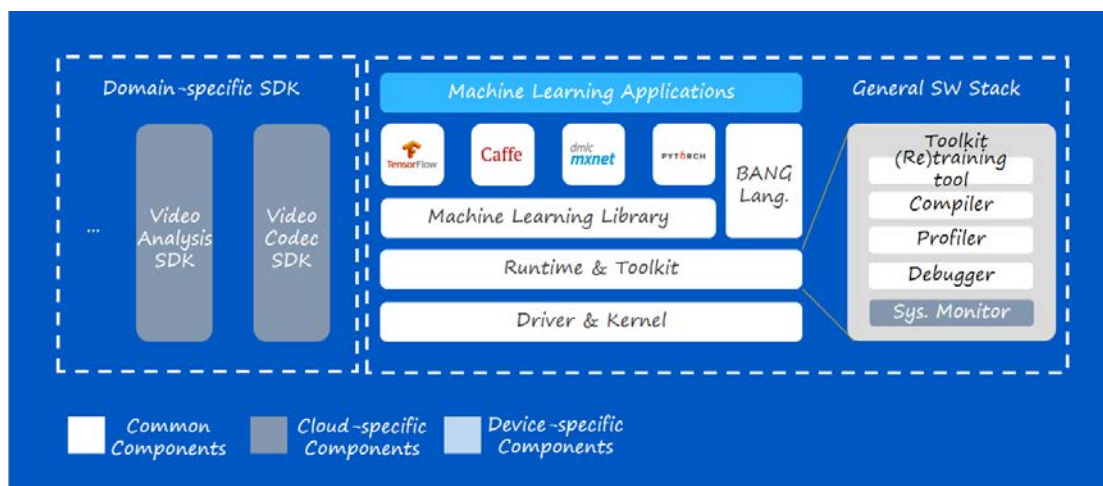 Domain-specific SDK
...
Video
Analysis
SDK
Video
Codec
SDK
Machine Learning Applications
TensorFlow
Caffe
dmlc
mxnet
PYTORCH
BANG
Lang.
Machine Learning Library
Runtime & Toolkit
Driver & Kernel
General SW Stack
Toolkit
(Re)training
tool
Compiler
Profiler
Debugger
Sys. Monitor
Common
Components
Cloud-specific
Components
Device-specific
Components